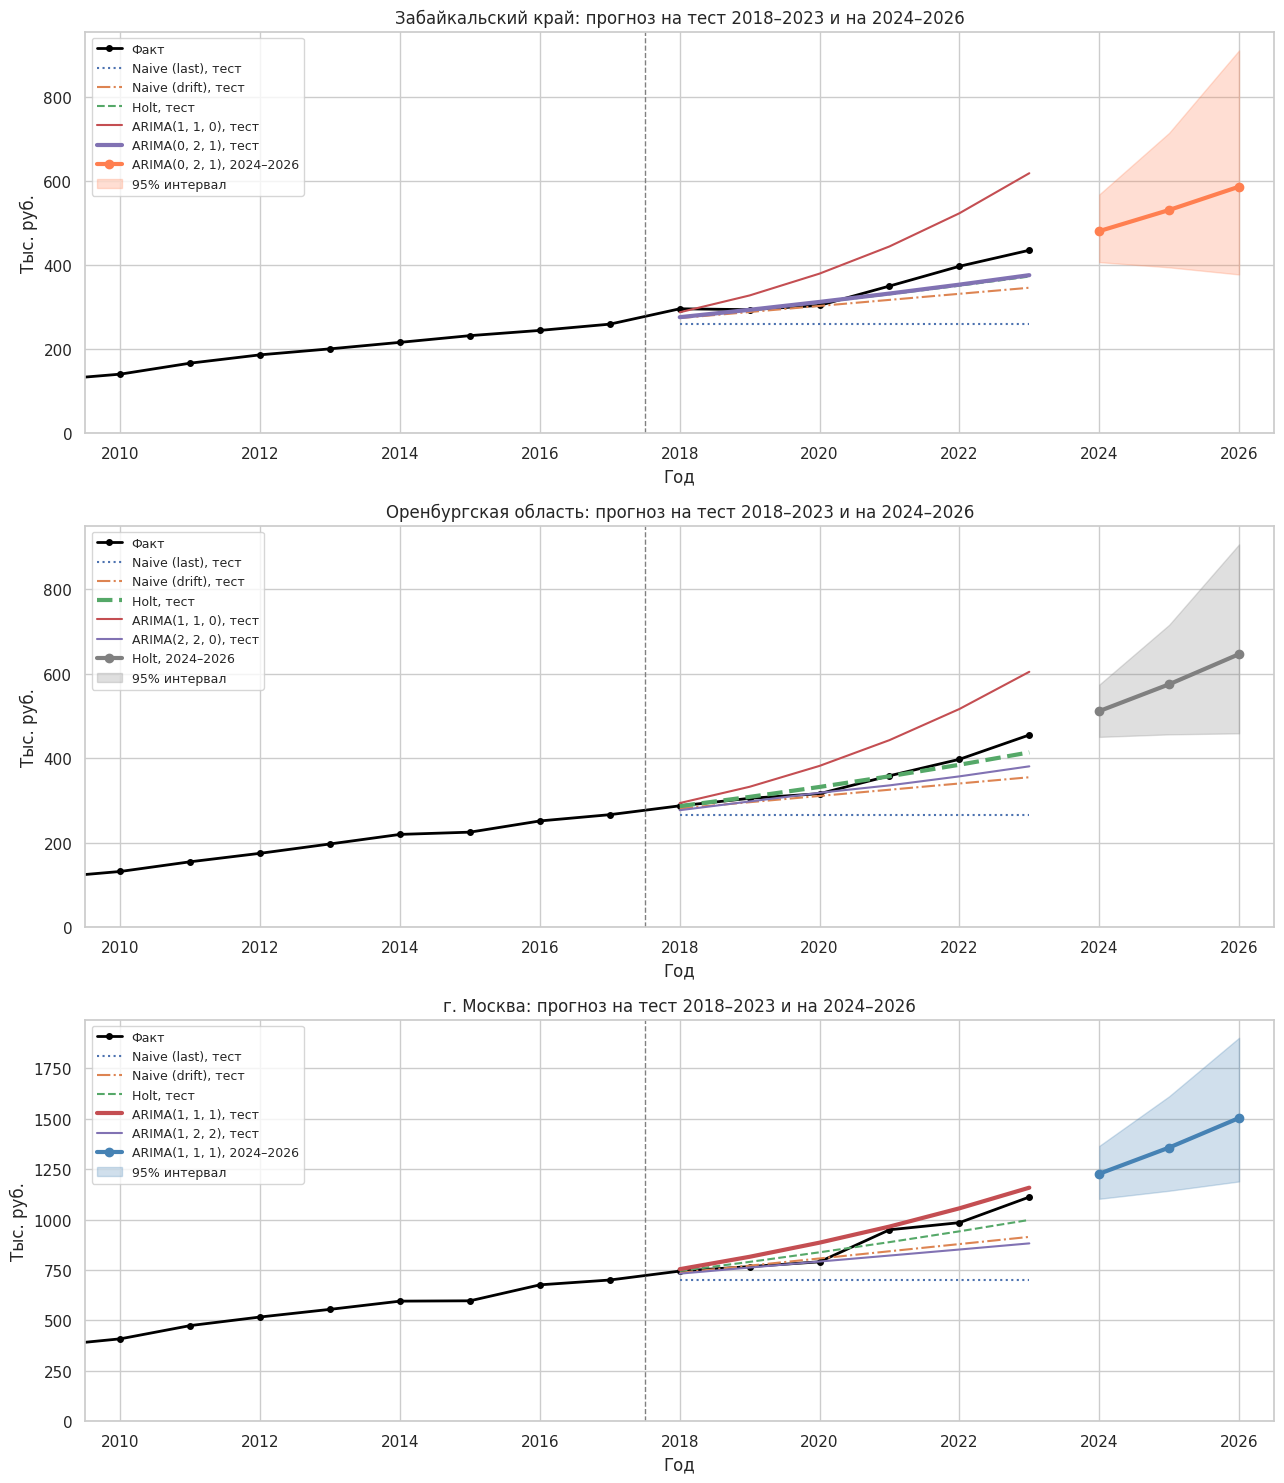 Забайкальский край: прогноз на тест 2018–2023 и на 2024–2026
Факт
Naive (last), тест
Naive (drift), тест
Holt, тест
ARIMA(1, 1, 0), тест
ARIMA(0, 2, 1), тест
ARIMA(0, 2, 1), 2024–2026
95% интервал
Тыс. руб.
800
600
400
200
0
2010 2012 2014 2016 2018 2020 2022 2024 2026
Год
Оренбургская область: прогноз на тест 2018–2023 и на 2024–2026
Факт
Naive (last), тест
Naive (drift), тест
Holt, тест
ARIMA(1, 1, 0), тест
ARIMA(2, 2, 0), тест
Holt, 2024–2026
95% интервал
Тыс. руб.
800
600
400
200
0
2010 2012 2014 2016 2018 2020 2022 2024 2026
Год
г. Москва: прогноз на тест 2018–2023 и на 2024–2026
Факт
Naive (last), тест
Naive (drift), тест
Holt, тест
ARIMA(1, 1, 1), тест
ARIMA(1, 2, 2), тест
ARIMA(1, 1, 1), 2024–2026
95% интервал
Тыс. руб.
1750
1500
1250
1000
750
500
250
0
2010 2012 2014 2016 2018 2020 2022 2024 2026
Год